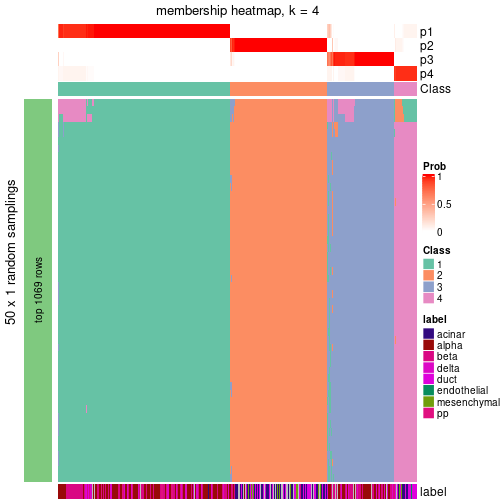 membership heatmap, k = 4
p1
p2
p3
p4
Class
50 x 1 random samplings
top 1069 rows
Prob
1
0.5
0
Class
1
2
3
4
label
acinar
alpha
beta
delta
duct
endothelial
mesenchymal
pp
label